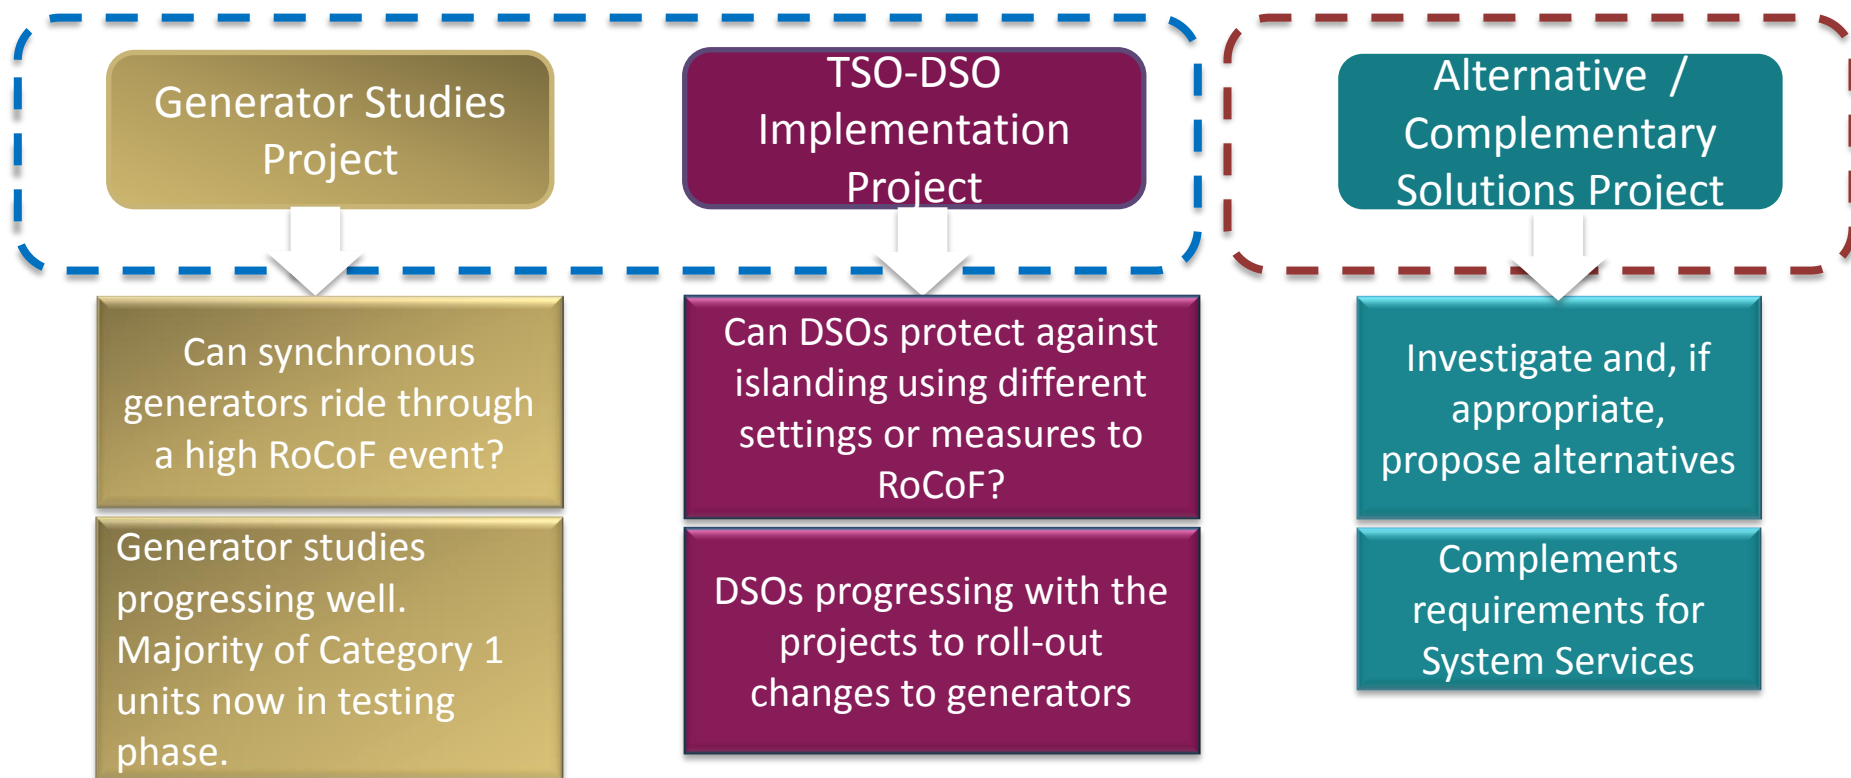 Generator Studies
Project
TSO-DSO
Implementation
Project
Alternative /
Complementary
Solutions Project
Can synchronous
generators ride through
a high RoCoF event?
Can DSOs protect against
islanding using different
settings or measures to
RoCoF?
Investigate and, if
appropriate,
propose alternatives
Generator studies
progressing well.
Majority of Category 1
units now in testing
phase.
DSOs progressing with the
projects to roll-out
changes to generators
Complements
requirements for
System Services